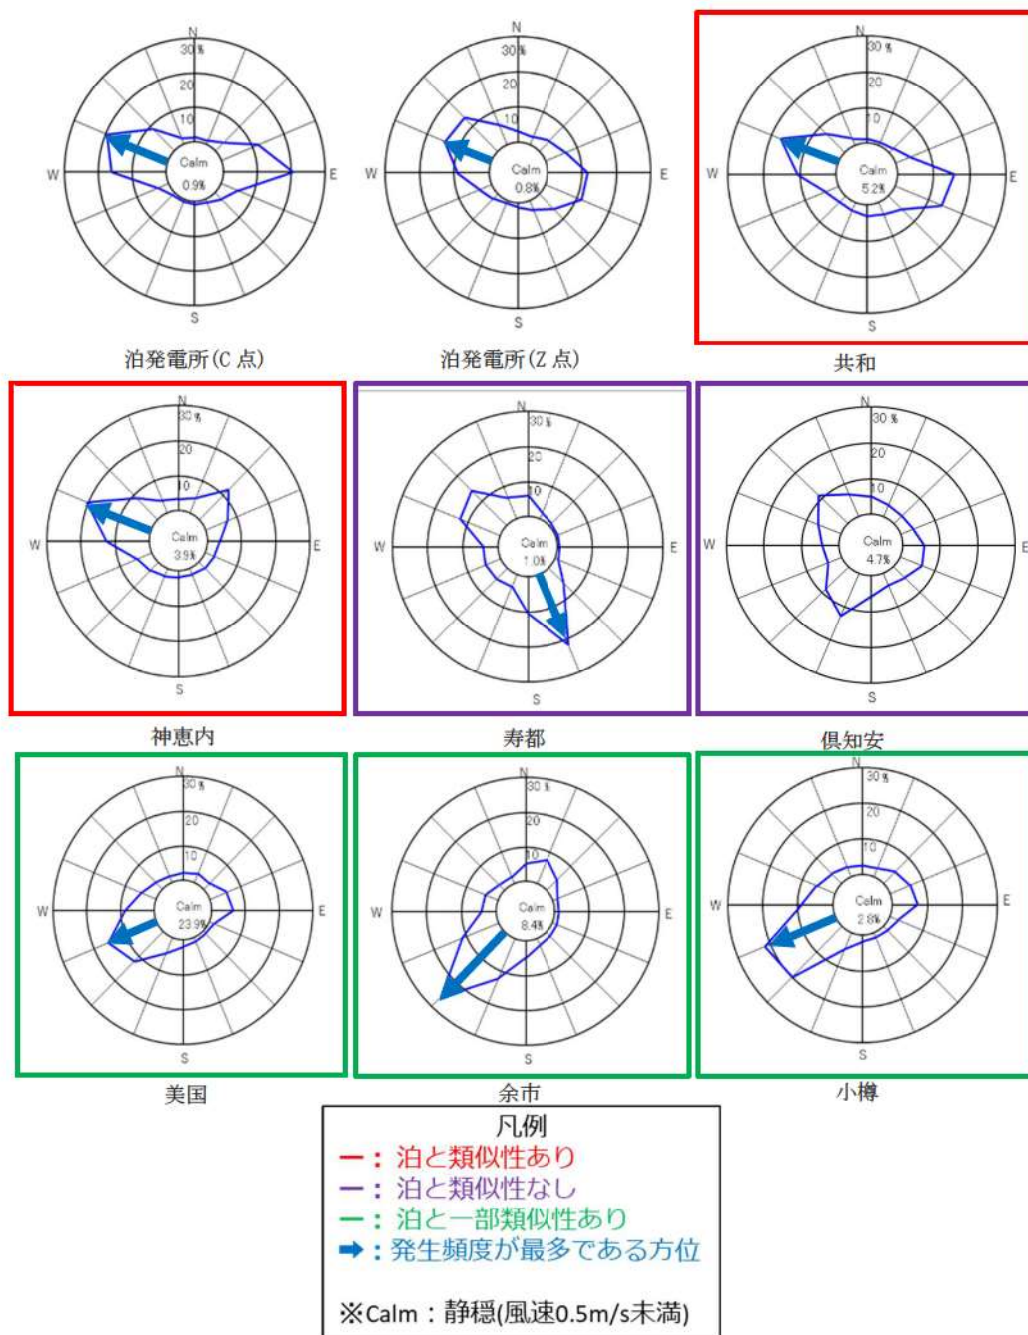 N
30%
20
10
W
Calm
0.9%
E
S
泊発電所(C 点)
N
30%
20
10
W
Calm
0.8%
E
S
泊発電所(Z 点)
N
30%
20
10
W
Calm
5.2%
E
S
共和
N
30%
20
10
W
Calm
3.9%
E
S
神恵内
N
30%
20
10
W
Calm
1.0%
E
S
寿都
N
30%
20
10
W
Calm
4.7%
E
S
倶知安
N
30%
20
10
W
Calm
23.9%
E
S
美国
N
30%
20
10
W
Calm
8.4%
E
S
余市
N
30%
20
10
W
Calm
2.8%
E
S
小樽
凡例
ー：泊と類似性あり
ー：泊と類似性なし
ー：泊と一部類似性あり
➡：発生頻度が最多である方位
※Calm：静穏(風速0.5m/s未満)